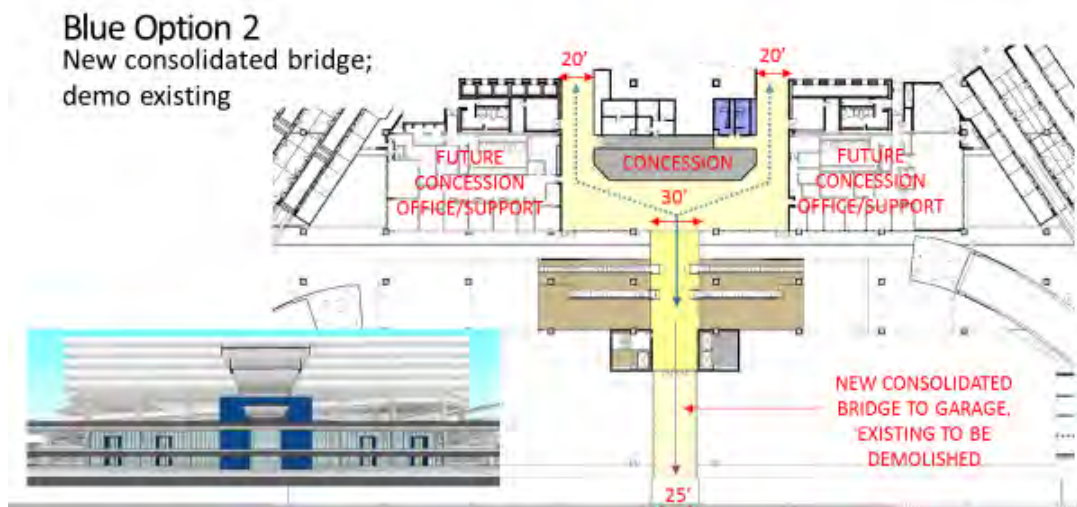 Blue Option 2
New consolidated bridge;
demo existing
20'
20'
FUTURE
CONCESSION
OFFICE/SUPPORT
CONCESSION
FUTURE
CONCESSION
OFFICE/SUPPORT
30'
NEW CONSOLIDATED
BRIDGE TO GARAGE,
EXISTING TO BE
DEMOLISHED
25'